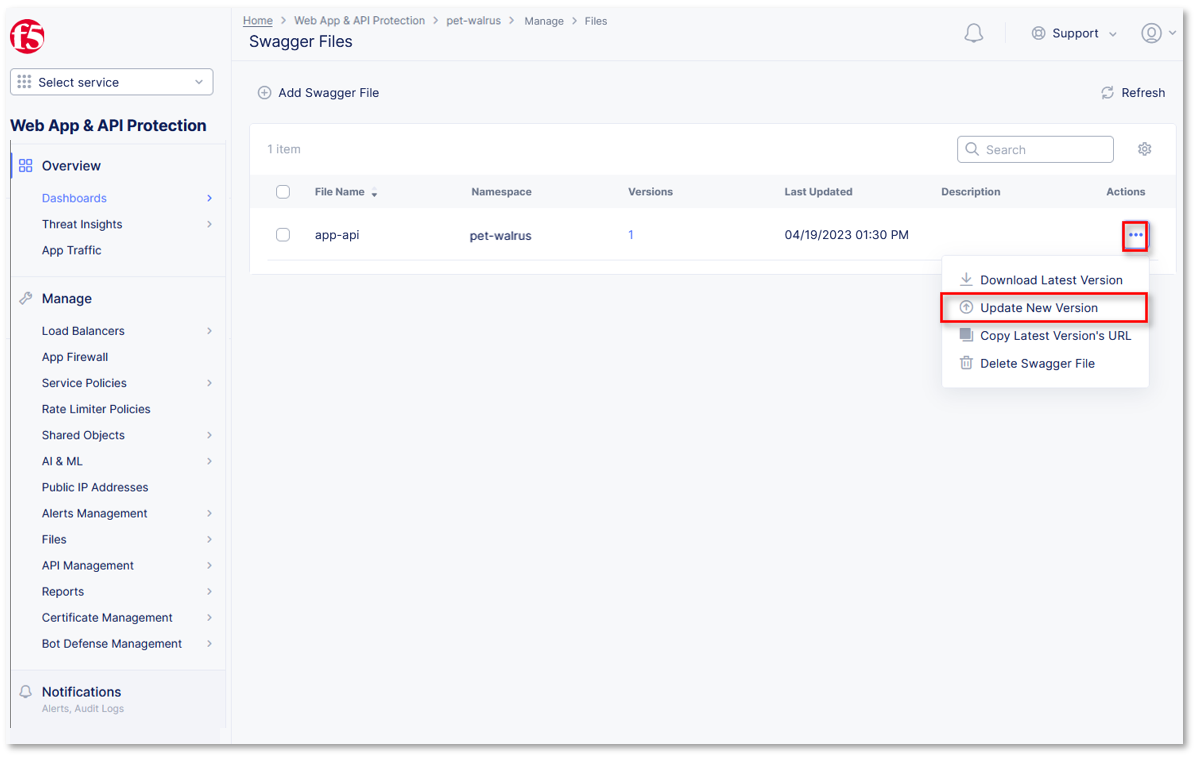 f5
Home > Web App & API Protection > pet-walrus > Manage > Files
Swagger Files
Support
Select service
Add Swagger File
Refresh
Web App & API Protection
1 item
Search
Overview
File Name Namespace Versions Last Updated Description Actions
Dashboards
Threat Insights
App Traffic
app-api pet-walrus 1 04/19/2023 01:30 PM
Download Latest Version
Update New Version
Copy Latest Version's URL
Delete Swagger File
Manage
Load Balancers
App Firewall
Service Policies
Rate Limiter Policies
Shared Objects
AI & ML
Public IP Addresses
Alerts Management
Files
API Management
Reports
Certificate Management
Bot Defense Management
Notifications
Alerts, Audit Logs